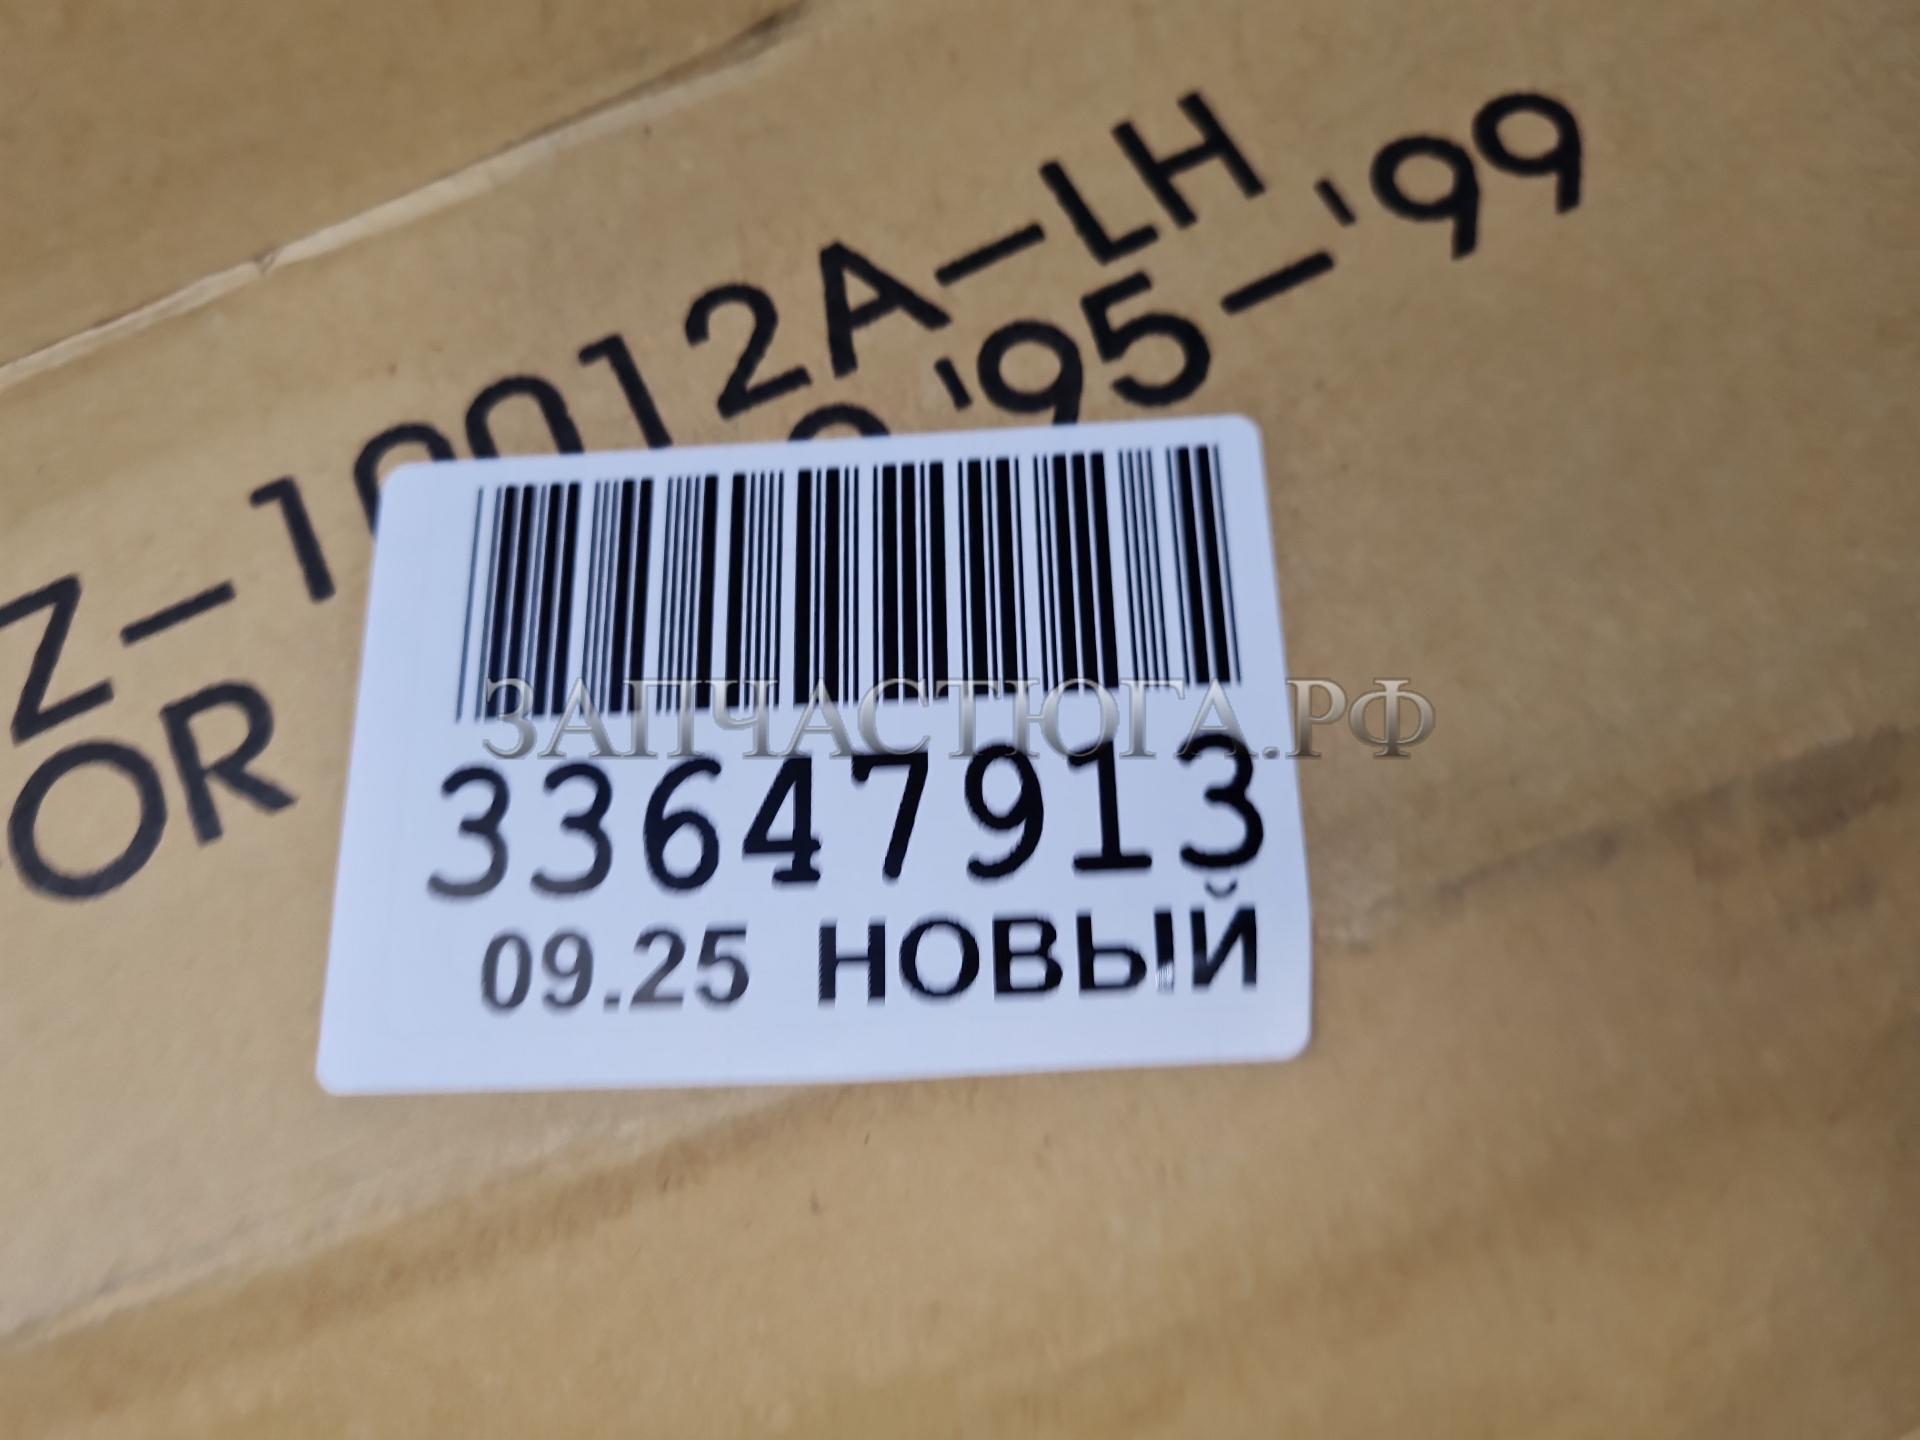 Z-10012A-LH
OR '95-'99
33647913
09.25 НОВЫЙ
ЗАПЧАСТЮГА.РФ